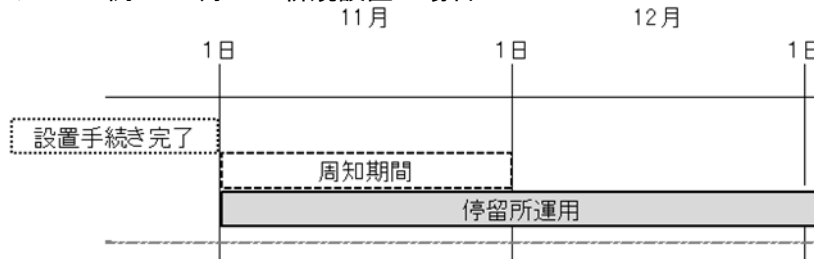 11月 12月
1日 1日 1日
設置手続き完了
周知期間
停留所運用